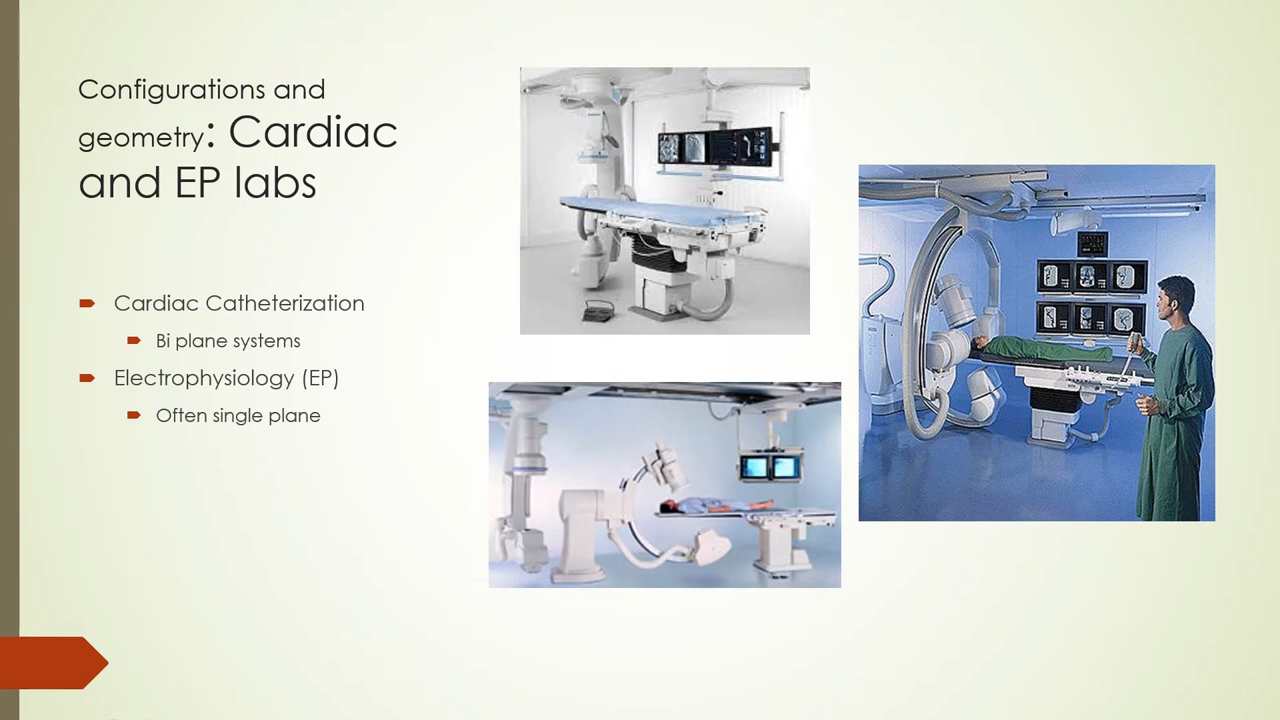 Configurations and
geometry: Cardiac
and EP labs
Cardiac Catheterization
Bi plane systems
Electrophysiology (EP)
Often single plane